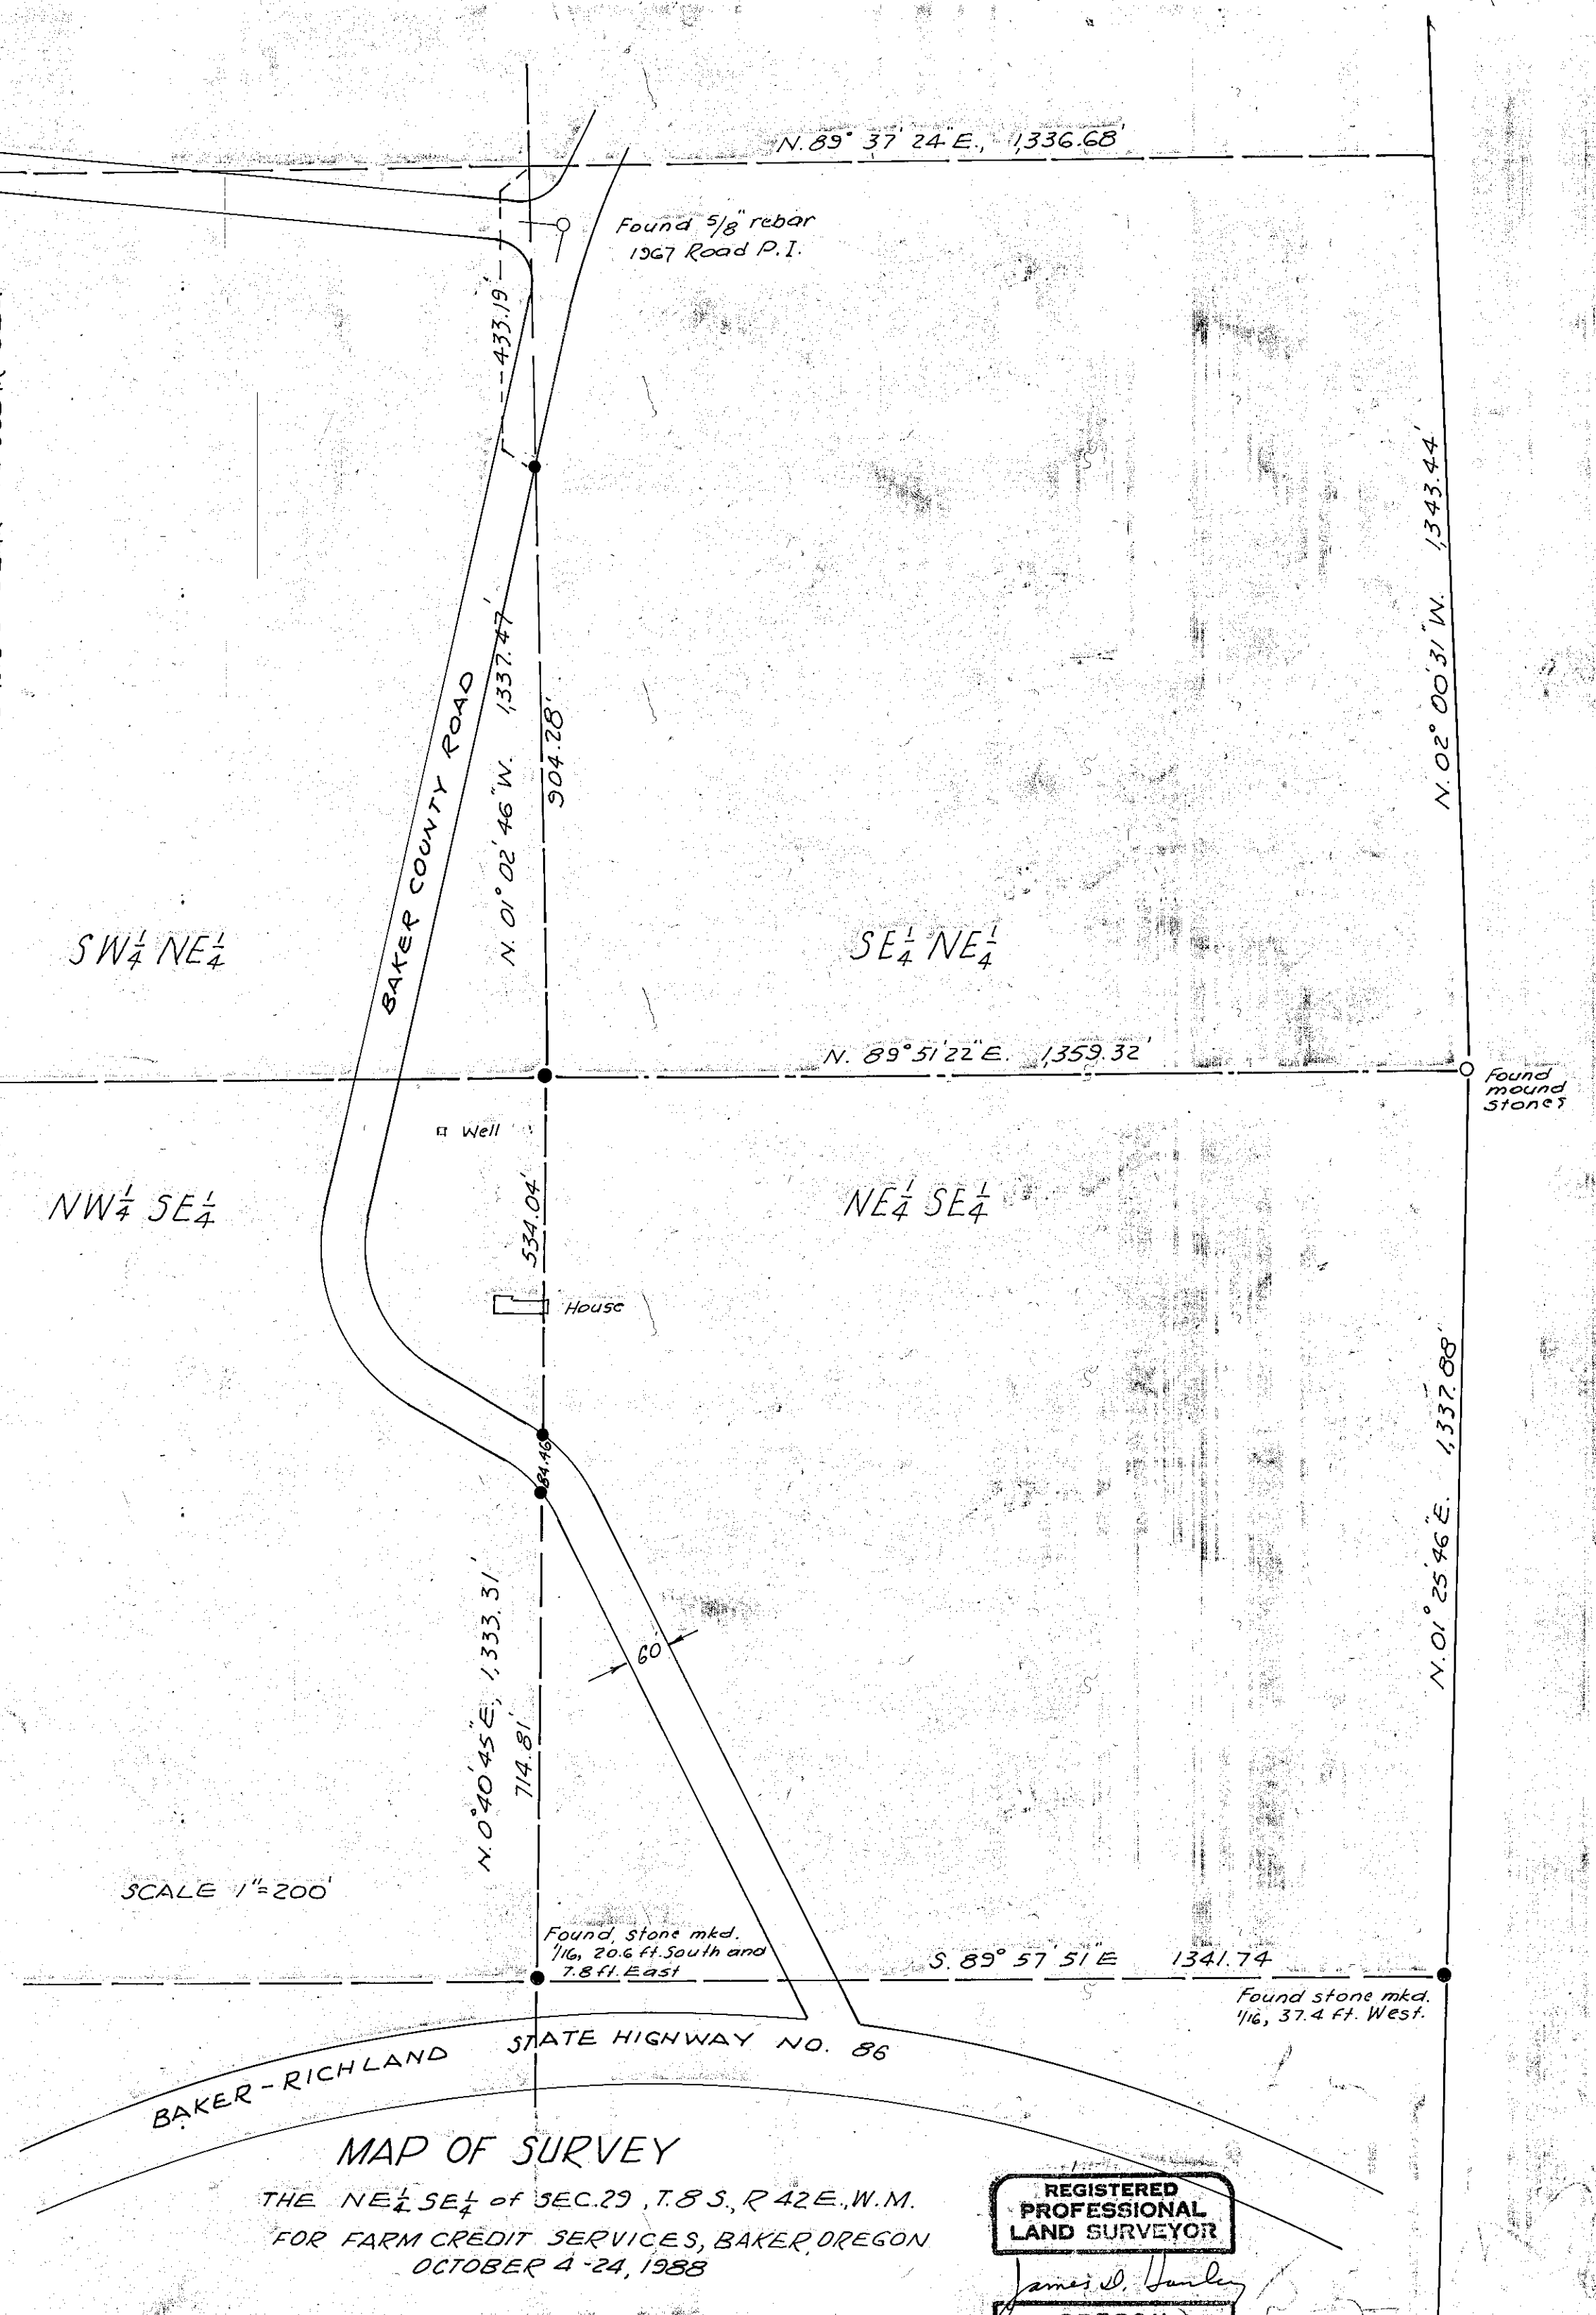 N. 89° 37' 24" E., 1,336.68'
Found 5/8" rebar
1967 Road P.I.
433.19'
1,343.44'
N. 02° 00' 31" W.
1,337.47'
N. 01° 02' 46" W.
904.28'
BAKER COUNTY ROAD
SW¼ NE¼
SE¼ NE¼
N. 89° 51' 22" E. 1,359.32'
Found
mound
stones
Well
NW¼ SE¼
534.04'
NE¼ SE¼
House
84.46
1,337.88'
N. 01° 25' 46" E.
60'
N. 0° 40' 45" E., 1,333.31'
714.81'
SCALE 1"=200'
Found, stone mkd.
1/16, 20.6 ft. South and
7.8 ft. East
S. 89° 57' 51" E 1341.74
Found stone mkd.
1/16, 37.4 ft. West.
BAKER-RICHLAND STATE HIGHWAY NO. 86
MAP OF SURVEY
THE NE¼ SE¼ of SEC. 29, T. 8 S., R 42 E., W.M.
FOR FARM CREDIT SERVICES, BAKER, OREGON
OCTOBER 4-24, 1988
REGISTERED
PROFESSIONAL
LAND SURVEYOR
James D. Hanley